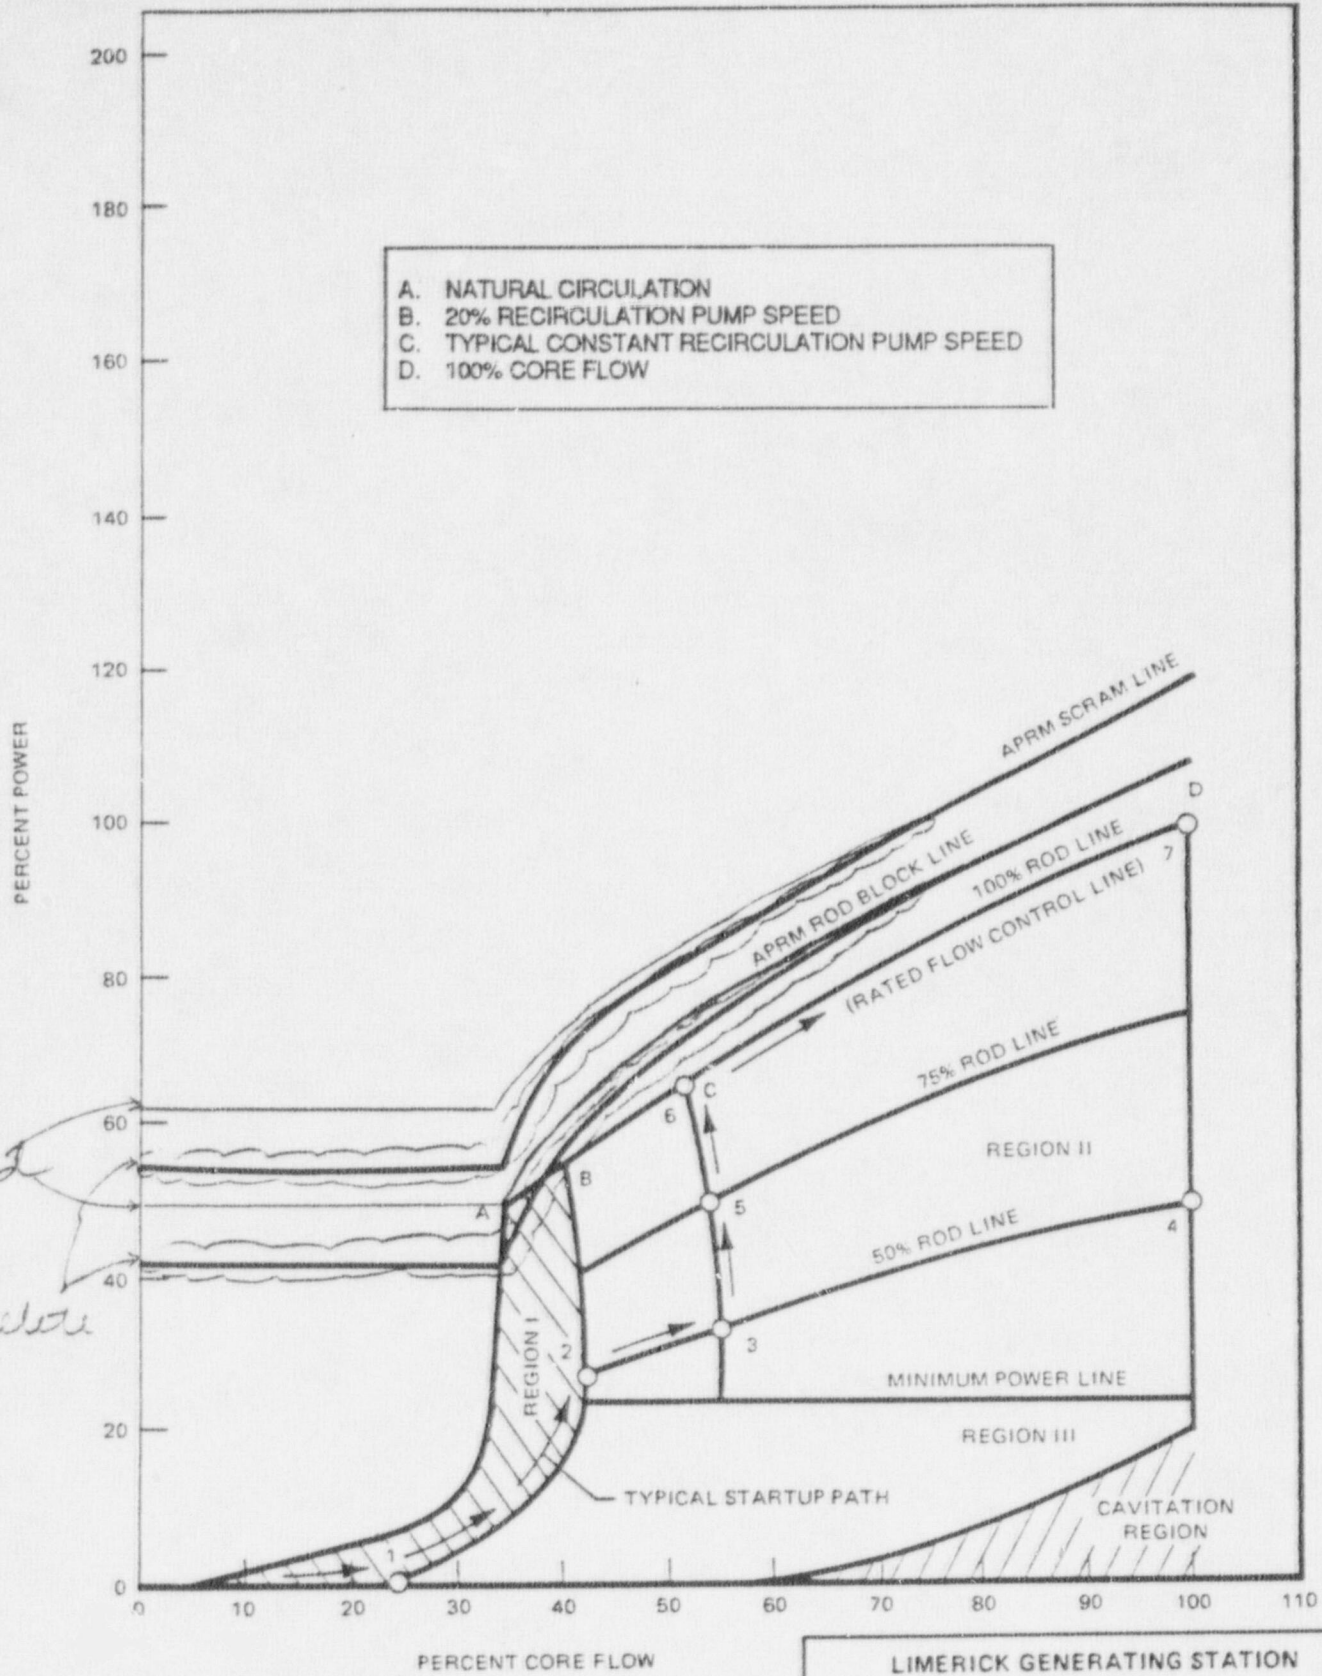 200
180
A. NATURAL CIRCULATION
B. 20% RECIRCULATION PUMP SPEED
C. TYPICAL CONSTANT RECIRCULATION PUMP SPEED
D. 100% CORE FLOW
160
140
120
APRM SCRAM LINE
PERCENT POWER
100
D
APRM ROD BLOCK LINE
100% ROD LINE
7
(RATED FLOW CONTROL LINE)
80
75% ROD LINE
60
C
6
REGION II
B
A
5
50% ROD LINE
4
40
REGION I
2
3
MINIMUM POWER LINE
20
REGION III
TYPICAL STARTUP PATH
CAVITATION
REGION
1
0
0 10 20 30 40 50 60 70 80 90 100 110
PERCENT CORE FLOW
LIMERICK GENERATING STATION